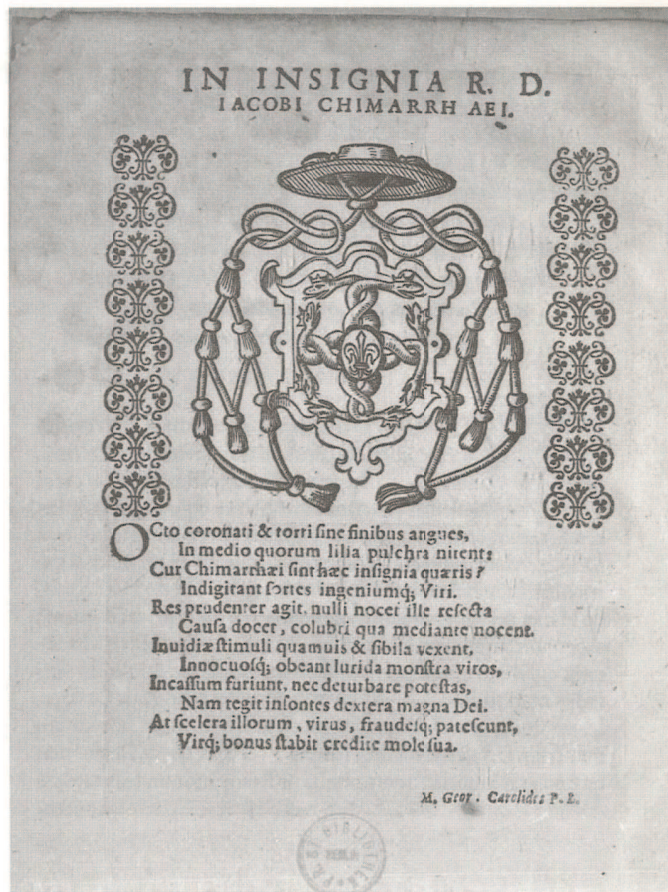 IN INSIGNIA R. D.
IACOBI CHIMARRHAEI.
OCto coronati & torti sine finibus angues,
In medio quorum lilia pulchra nitent:
Cur Chimarrhæi sint hæc insignia quæris?
Indigitant sortes ingeniumq; Viri.
Res prudenter agit, nulli nocet ille resecta
Causa docet, colubri qua mediante nocent.
Inuidiæ stimuli quamuis & sibila vexent,
Innocuosq; obeant lurida monstra viros,
Incassum furiunt, nec deturbare potestas,
Nam tegit insontes dextera magna Dei.
At scelera illorum, virus, fraudesq; patescunt,
Virq; bonus stabit credite mole sua.
M. Geor. Carolides P. L.